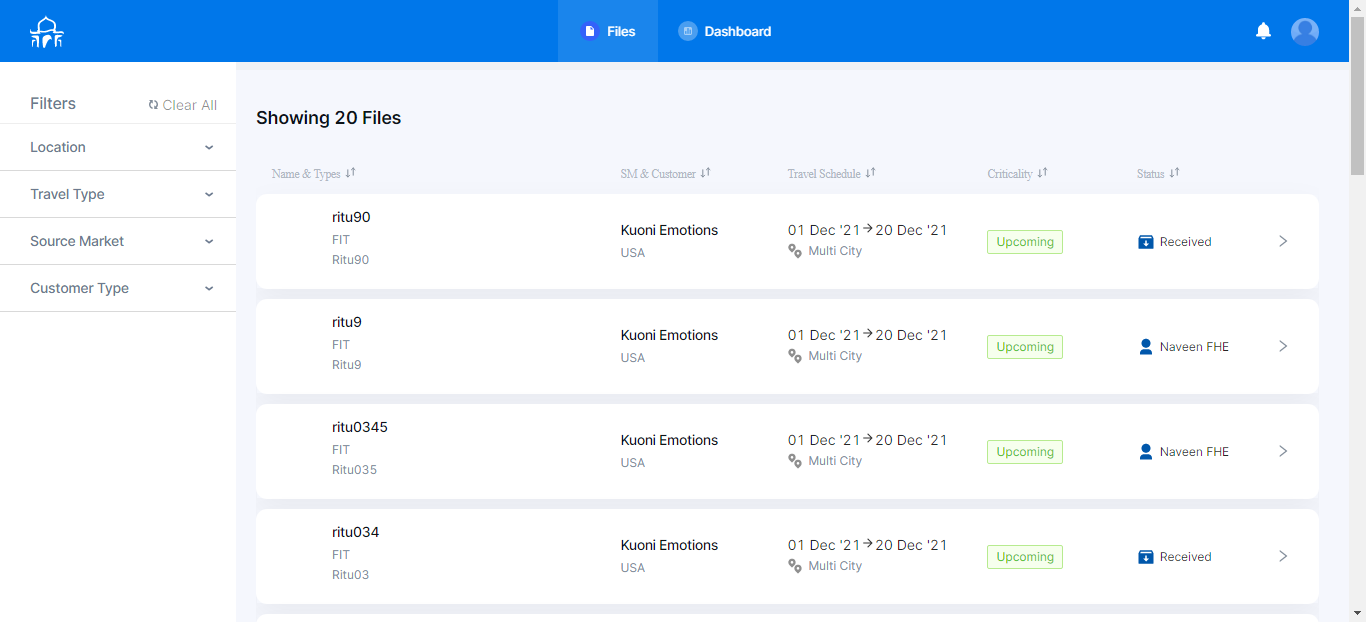 Files
Dashboard
Filters
Clear All
Location
Travel Type
Source Market
Customer Type
Showing 20 Files
Name & Types SM & Customer Travel Schedule Criticality Status
ritu90
FIT
Ritu90
Kuoni Emotions
USA
01 Dec '21→20 Dec '21
Multi City
Upcoming
Received
ritu9
FIT
Ritu9
Kuoni Emotions
USA
01 Dec '21→20 Dec '21
Multi City
Upcoming
Naveen FHE
ritu0345
FIT
Ritu035
Kuoni Emotions
USA
01 Dec '21→20 Dec '21
Multi City
Upcoming
Naveen FHE
ritu034
FIT
Ritu03
Kuoni Emotions
USA
01 Dec '21→20 Dec '21
Multi City
Upcoming
Received